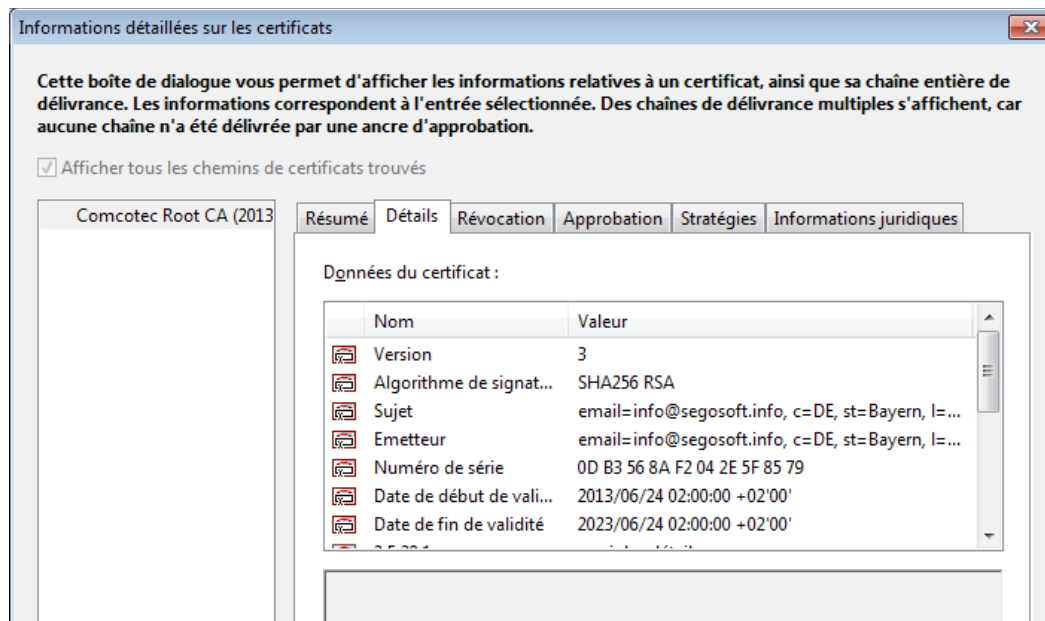 Informations détaillées sur les certificats
Cette boîte de dialogue vous permet d'afficher les informations relatives à un certificat, ainsi que sa chaîne entière de
délivrance. Les informations correspondent à l'entrée sélectionnée. Des chaînes de délivrance multiples s'affichent, car
aucune chaîne n'a été délivrée par une ancre d'approbation.
Afficher tous les chemins de certificats trouvés
Comcotec Root CA (2013
Résumé Détails Révocation Approbation Stratégies Informations juridiques
Données du certificat :
Nom Valeur
Version 3
Algorithme de signat... SHA256 RSA
Sujet email=info@segosoft.info, c=DE, st=Bayern, l=...
Emetteur email=info@segosoft.info, c=DE, st=Bayern, l=...
Numéro de série 0D B3 56 8A F2 04 2E 5F 85 79
Date de début de vali... 2013/06/24 02:00:00 +02'00'
Date de fin de validité 2023/06/24 02:00:00 +02'00'